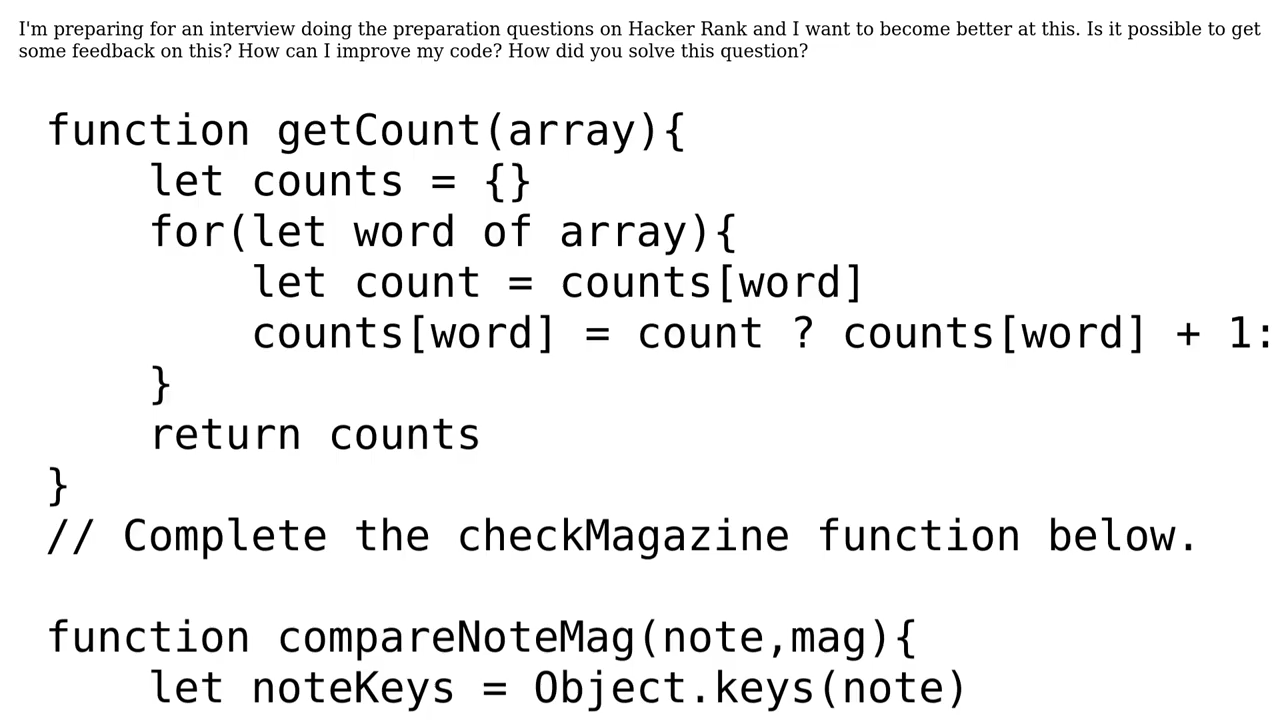 I'm preparing for an interview doing the preparation questions on Hacker Rank and I want to become better at this. Is it possible to get
some feedback on this? How can I improve my code? How did you solve this question?
function getCount(array){
let counts = {}
for(let word of array){
let count = counts[word]
counts[word] = count ? counts[word] + 1:
}
return counts
}
// Complete the checkMagazine function below.
function compareNoteMag(note,mag){
let noteKeys = Object.keys(note)